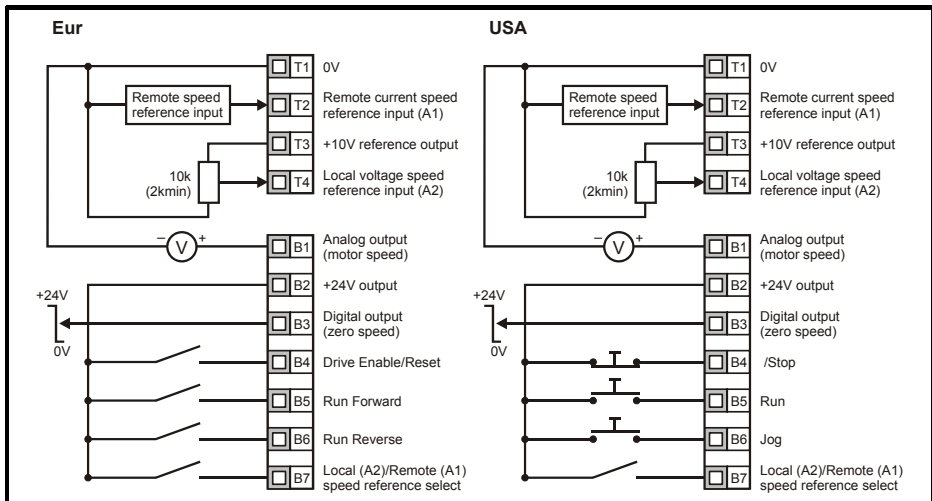 Eur
T1 0V
Remote speed
reference input
T2 Remote current speed
reference input (A1)
T3 +10V reference output
10k
(2kmin)
T4 Local voltage speed
reference input (A2)
– V +
B1 Analog output
(motor speed)
B2 +24V output
+24V
0V
B3 Digital output
(zero speed)
B4 Drive Enable/Reset
B5 Run Forward
B6 Run Reverse
B7 Local (A2)/Remote (A1)
speed reference select
USA
T1 0V
Remote speed
reference input
T2 Remote current speed
reference input (A1)
T3 +10V reference output
10k
(2kmin)
T4 Local voltage speed
reference input (A2)
– V +
B1 Analog output
(motor speed)
B2 +24V output
+24V
0V
B3 Digital output
(zero speed)
B4 /Stop
B5 Run
B6 Jog
B7 Local (A2)/Remote (A1)
speed reference select